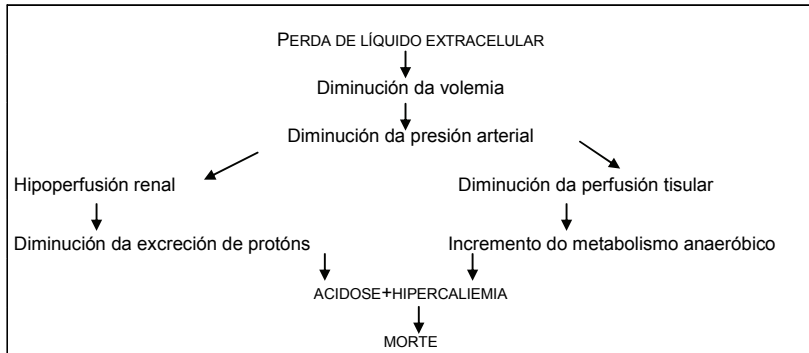 PERDA DE LÍQUIDO EXTRACELULAR
Diminución da volemia
Diminución da presión arterial
Hipoperfusión renal
Diminución da perfusión tisular
Diminución da excreción de protóns
Incremento do metabolismo anaeróbico
ACIDOSE+HIPERCALIEMIA
MORTE